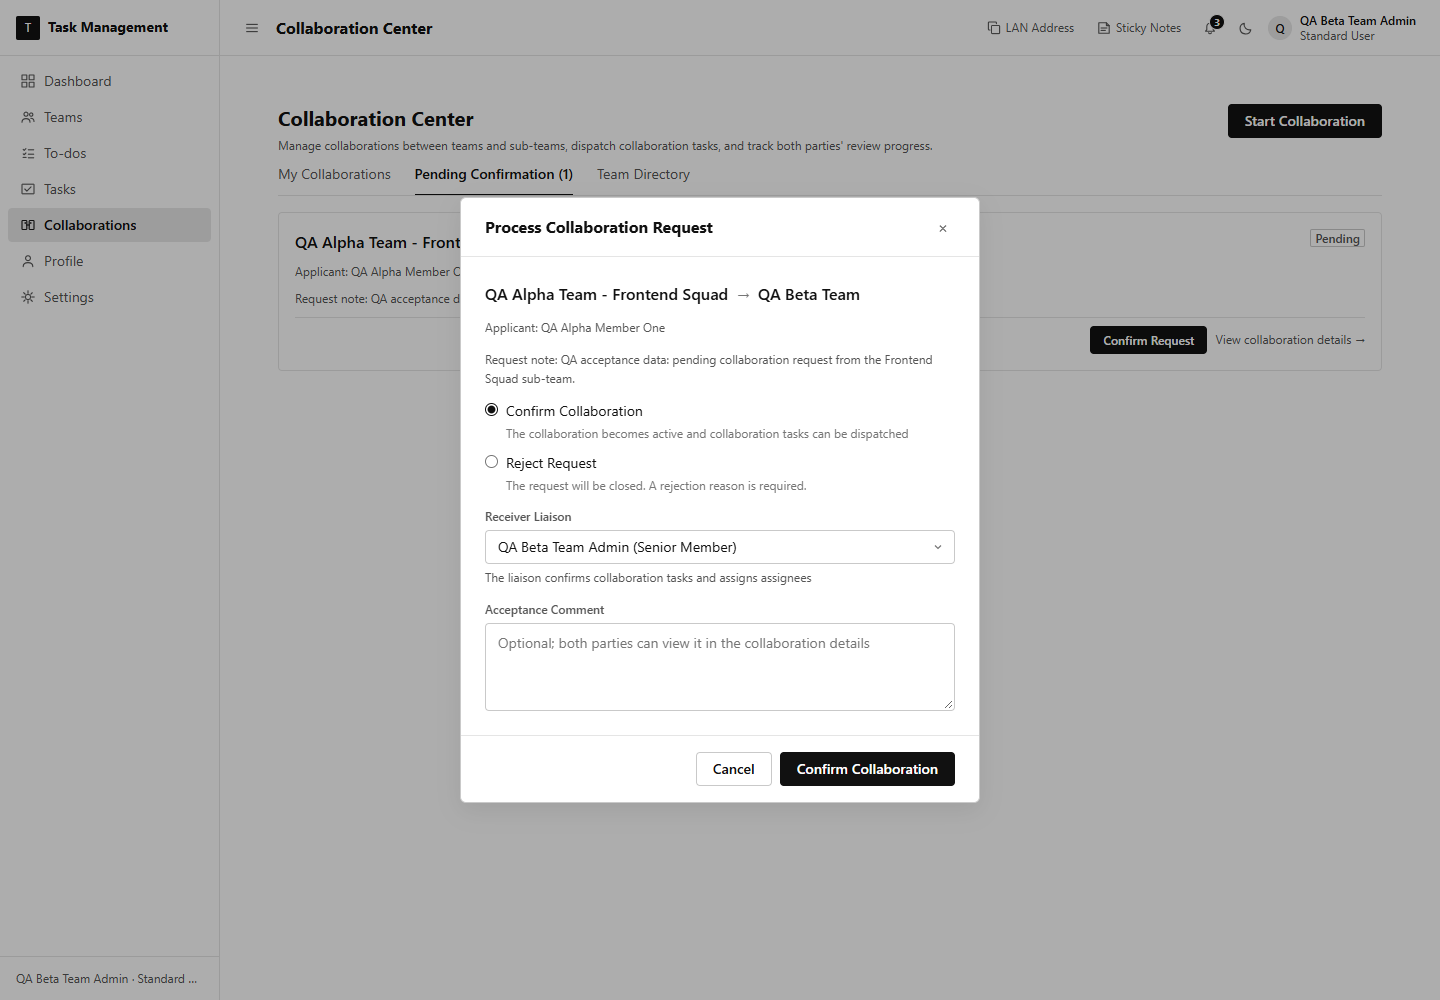 T Task Management
Collaboration Center
LAN Address
Sticky Notes
3
Q
QA Beta Team Admin
Standard User
Dashboard
Teams
To-dos
Tasks
Collaborations
Profile
Settings
Collaboration Center
Start Collaboration
Manage collaborations between teams and sub-teams, dispatch collaboration tasks, and track both parties' review progress.
My Collaborations
Pending Confirmation (1)
Team Directory
QA Alpha Team - Front
Pending
Applicant: QA Alpha Member O
Request note: QA acceptance d
Confirm Request
View collaboration details →
Process Collaboration Request
×
QA Alpha Team - Frontend Squad → QA Beta Team
Applicant: QA Alpha Member One
Request note: QA acceptance data: pending collaboration request from the Frontend
Squad sub-team.
Confirm Collaboration
The collaboration becomes active and collaboration tasks can be dispatched
Reject Request
The request will be closed. A rejection reason is required.
Receiver Liaison
QA Beta Team Admin (Senior Member)
The liaison confirms collaboration tasks and assigns assignees
Acceptance Comment
Optional; both parties can view it in the collaboration details
Cancel
Confirm Collaboration
QA Beta Team Admin · Standard ...